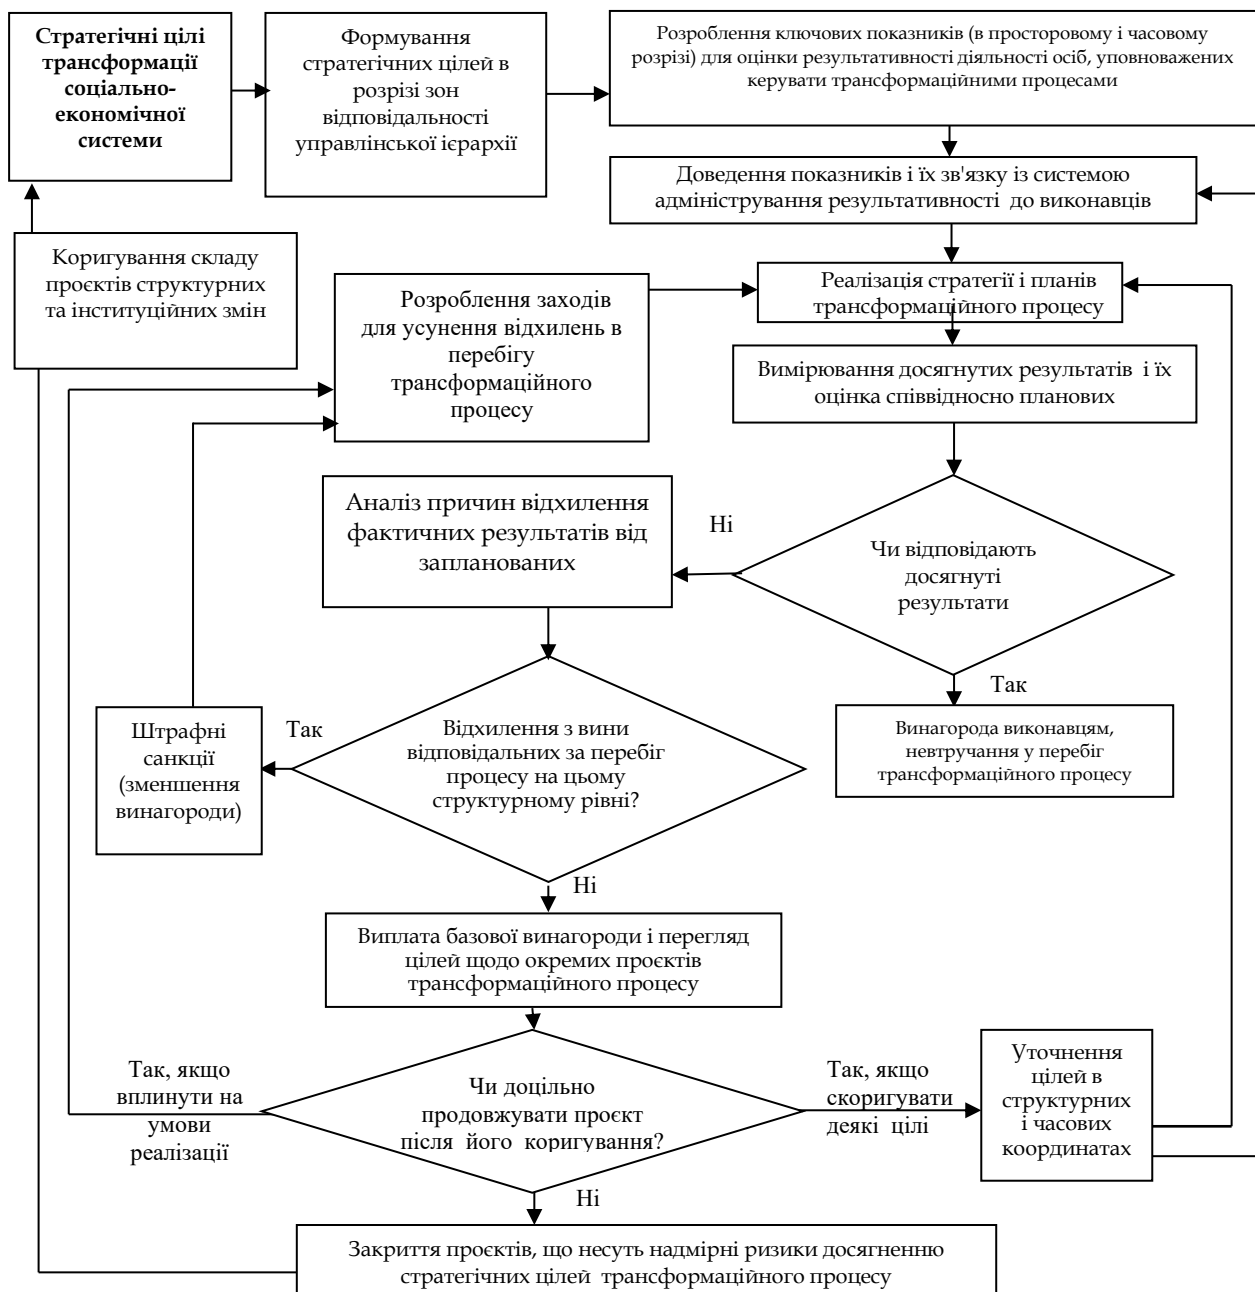 Стратегічні цілі
трансформації
соціально-
економічної
системи
Формування
стратегічних цілей в
розрізі зон
відповідальності
управлінської ієрархії
Розроблення ключових показників (в просторовому і часовому
розрізі) для оцінки результативності діяльності осіб, уповноважених
керувати трансформаційними процесами
Доведення показників і їх зв'язку із системою
адміністрування результативності до виконавців
Коригування складу
проєктів структурних
та інституційних змін
Розроблення заходів
для усунення відхилень в
перебігу
трансформаційного
процесу
Реалізація стратегії і планів
трансформаційного процесу
Вимірювання досягнутих результатів і їх
оцінка співвідносно планових
Аналіз причин відхилення
фактичних результатів від
запланованих
Ні
Чи відповідають
досягнуті
результати
Так
Винагорода виконавцям,
невтручання у перебіг
трансформаційного процесу
Штрафні
санкції
(зменшення
винагороди)
Так
Відхилення з вини
відповідальних за перебіг
процесу на цьому
структурному рівні?
Ні
Виплата базової винагороди і перегляд
цілей щодо окремих проєктів
трансформаційного процесу
Так, якщо
вплинути на
умови
реалізації
Чи доцільно
продовжувати проєкт
після його коригування?
Так, якщо
скоригувати
деякі цілі
Уточнення
цілей в
структурних
і часових
координатах
Ні
Закриття проєктів, що несуть надмірні ризики досягненню
стратегічних цілей трансформаційного процесу